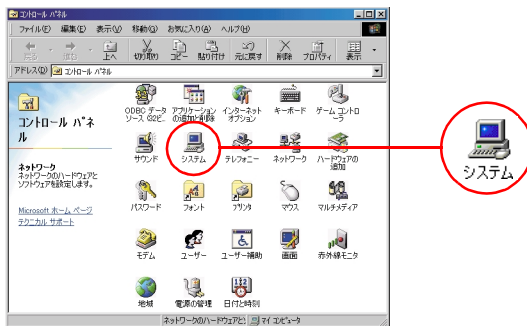 コントロール パネル
ファイル(F) 編集(E) 表示(V) 移動(G) お気に入り(A) ヘルプ(H)
戻る 進む 上へ 切り取り コピー 貼り付け 元に戻す 削除 プロパティ 表示
アドレス(D) コントロール パネル
コントロール パネ
ル
ネットワーク
ネットワークのハードウェアと
ソフトウェアを設定します。
Microsoft ホーム ページ
テクニカル サポート
ODBC データ
ソース (32ビ...
アプリケーション
の追加と削除
インターネット
オプション
キーボード
ゲーム コントロ
ーラ
サウンド
システム
テレフォニー
ネットワーク
ハードウェアの
追加
パスワード
フォント
プリンタ
マウス
マルチメディア
モデム
ユーザー
ユーザー補助
画面
赤外線モニタ
地域
電源の管理
日付と時刻
ネットワークのハードウェアと
マイ コンピュータ
システム